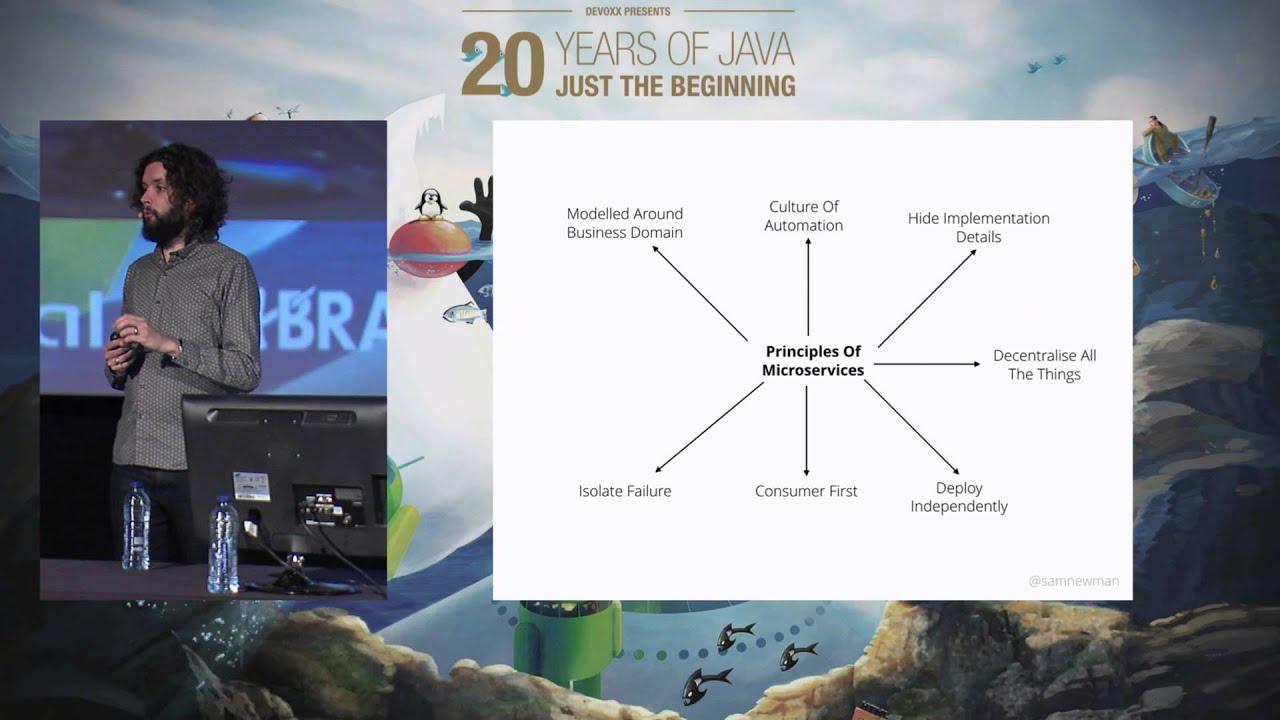 DEVOXX PRESENTS
20 YEARS OF JAVA
JUST THE BEGINNING
Modelled Around
Business Domain
Culture Of
Automation
Hide Implementation
Details
Principles Of
Microservices
Decentralise All
The Things
Isolate Failure
Consumer First
Deploy
Independently
@samnewman